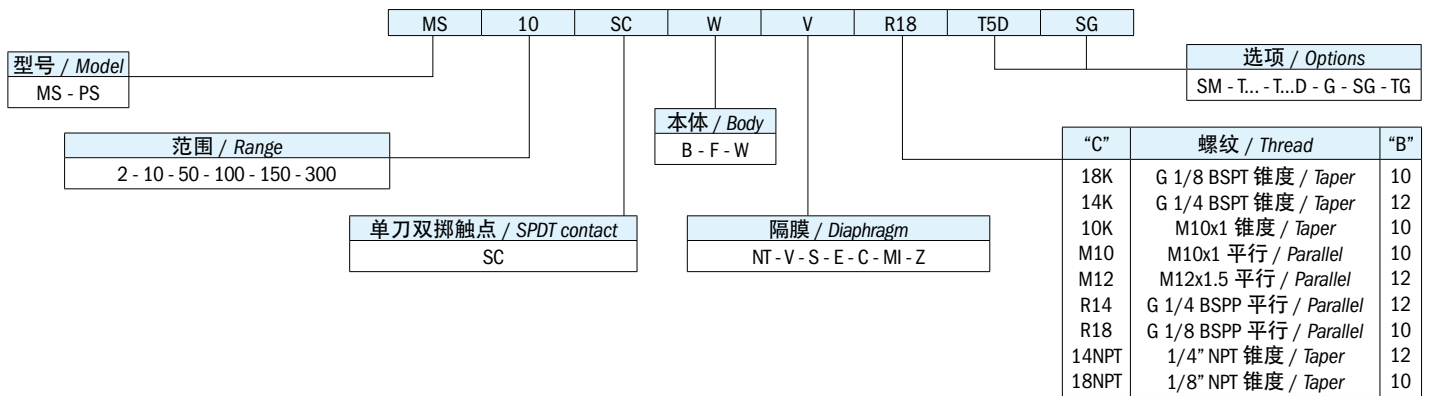 MS 10 SC W V R18 T5D SG
型号 / Model
MS - PS
选项 / Options
SM - T... - T...D - G - SG - TG
范围 / Range
2 - 10 - 50 - 100 - 150 - 300
本体 / Body
B - F - W
单刀双掷触点 / SPDT contact
SC
隔膜 / Diaphragm
NT - V - S - E - C - MI - Z
“C” 螺纹 / Thread “B”
18K G 1/8 BSPT 锥度 / Taper 10
14K G 1/4 BSPT 锥度 / Taper 12
10K M10x1 锥度 / Taper 10
M10 M10x1 平行 / Parallel 10
M12 M12x1.5 平行 / Parallel 12
R14 G 1/4 BSPP 平行 / Parallel 12
R18 G 1/8 BSPP 平行 / Parallel 10
14NPT 1/4” NPT 锥度 / Taper 12
18NPT 1/8” NPT 锥度 / Taper 10